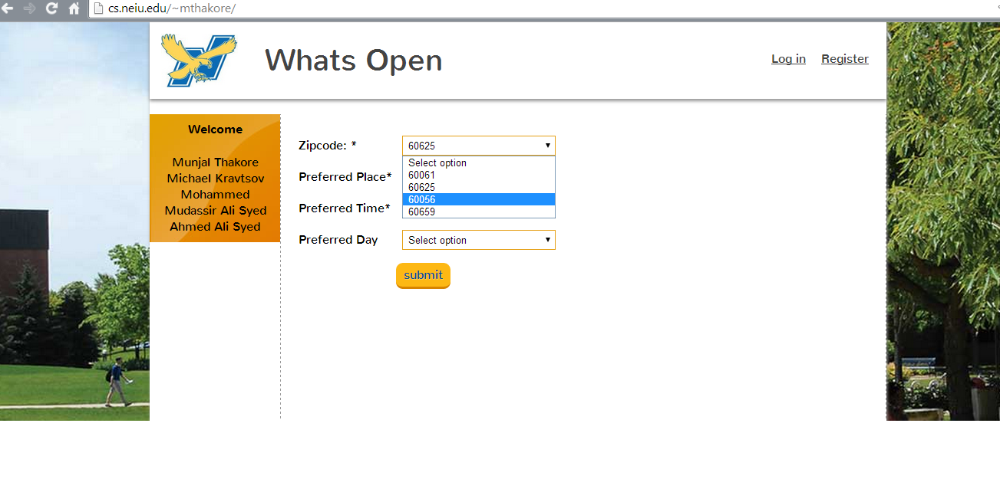 cs.neiu.edu/~mthakore/
Whats Open
Log in Register
Welcome
Munjal Thakore
Michael Kravtsov
Mohammed
Mudassir Ali Syed
Ahmed Ali Syed
Zipcode: * 60625
Select option
60061
60625
60056
60659
Preferred Place*
Preferred Time*
Preferred Day Select option
submit